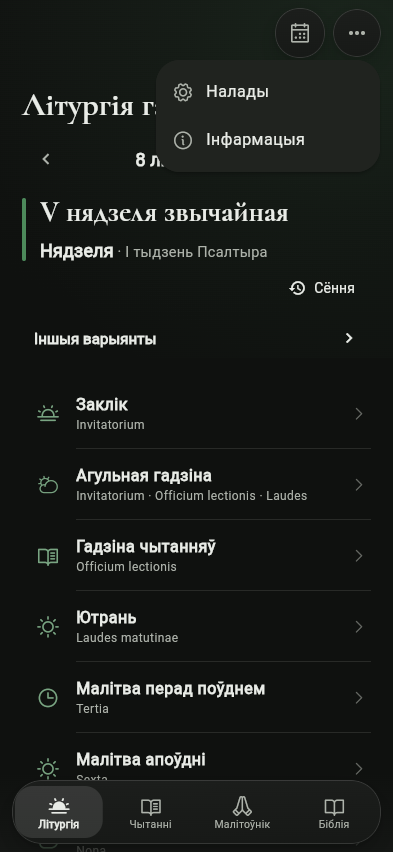 Налады
Літургія га
Інфармацыя
8 лі
V нядзеля звычайная
Нядзеля · I тыдзень Псалтыра
Сёння
Іншыя варыянты
Заклік
Invitatorium
Агульная гадзіна
Invitatorium · Officium lectionis · Laudes
Гадзіна чытанняў
Officium lectionis
Ютрань
Laudes matutinae
Малітва перад поўднем
Tertia
Малітва апоўдні
Sexta
Літургія
Чытанні
Малітоўнік
Біблія
Nona